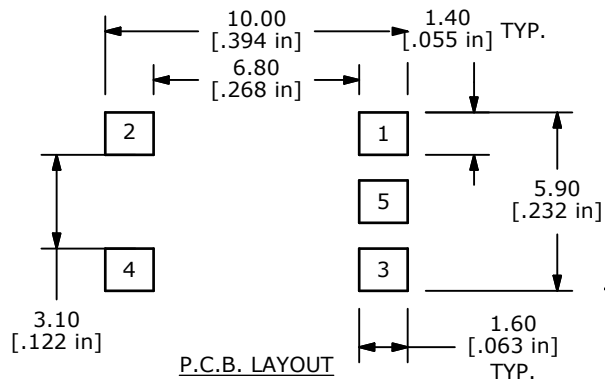 10.00
[.394 in]
1.40
[.055 in]
TYP.
6.80
[.268 in]
2
1
5
4
3
5.90
[.232 in]
3.10
[.122 in]
1.60
[.063 in]
TYP.
P.C.B. LAYOUT